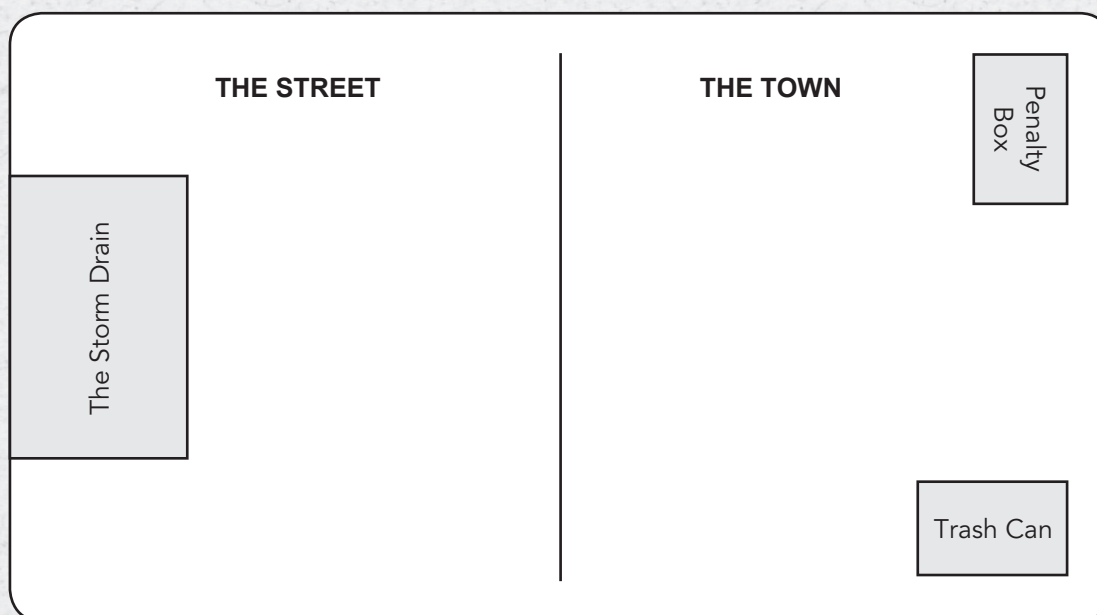 THE STREET
THE TOWN
Penalty
Box
The Storm Drain
Trash Can